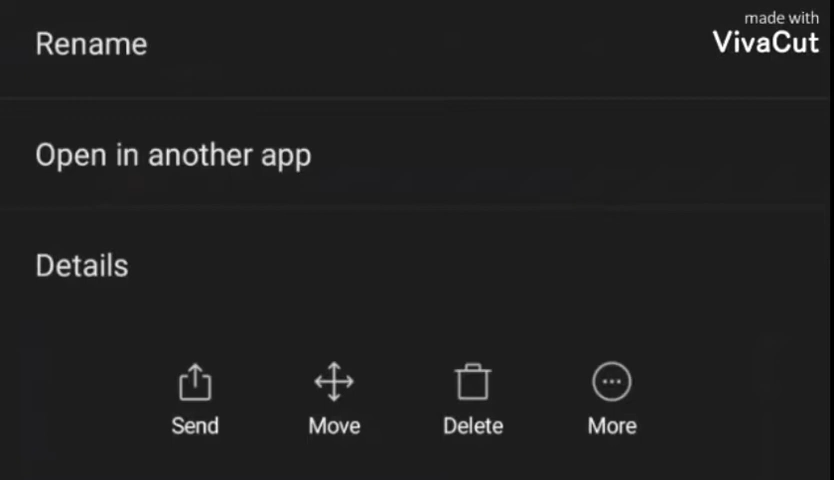 made with
VivaCut
Rename
Open in another app
Details
Send Move Delete More